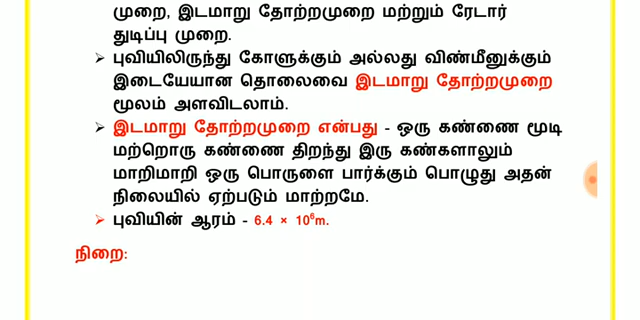 முறை, இடமாறு தோற்றமுறை மற்றும் ரேடார்
துடிப்பு முறை.
➢ புவியிலிருந்து கோளுக்கும் அல்லது விண்மீனுக்கும்
இடையேயான தொலைவை இடமாறு தோற்றமுறை
மூலம் அளவிடலாம்.
➢ இடமாறு தோற்றமுறை என்பது - ஒரு கண்ணை மூடி
மற்றொரு கண்ணை திறந்து இரு கண்களாலும்
மாறிமாறி ஒரு பொருளை பார்க்கும் பொழுது அதன்
நிலையில் ஏற்படும் மாற்றமே.
➢ புவியின் ஆரம் - 6.4 × 10⁶m.
நிறை: